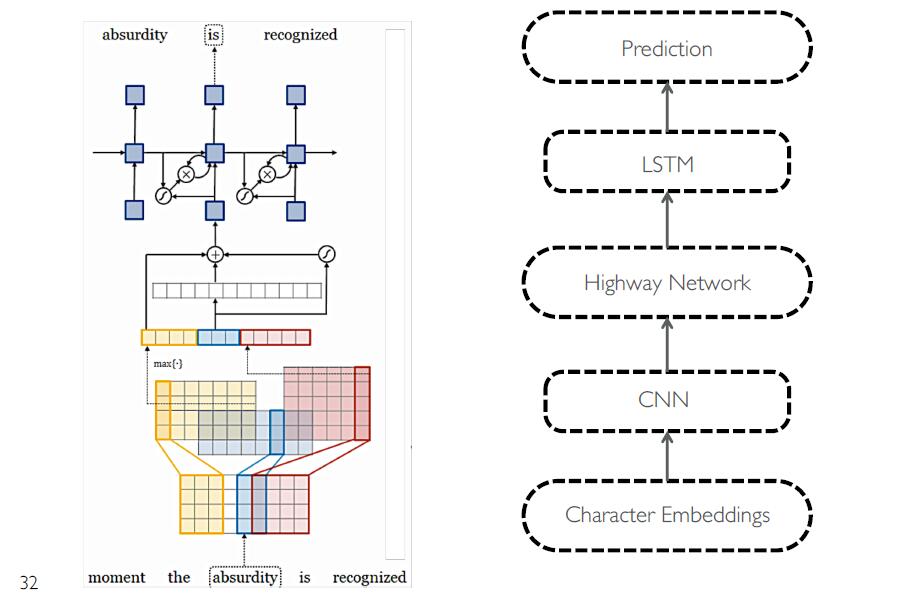 absurdity is recognized
max{·}
moment the absurdity is recognized
Prediction
LSTM
Highway Network
CNN
Character Embeddings
32